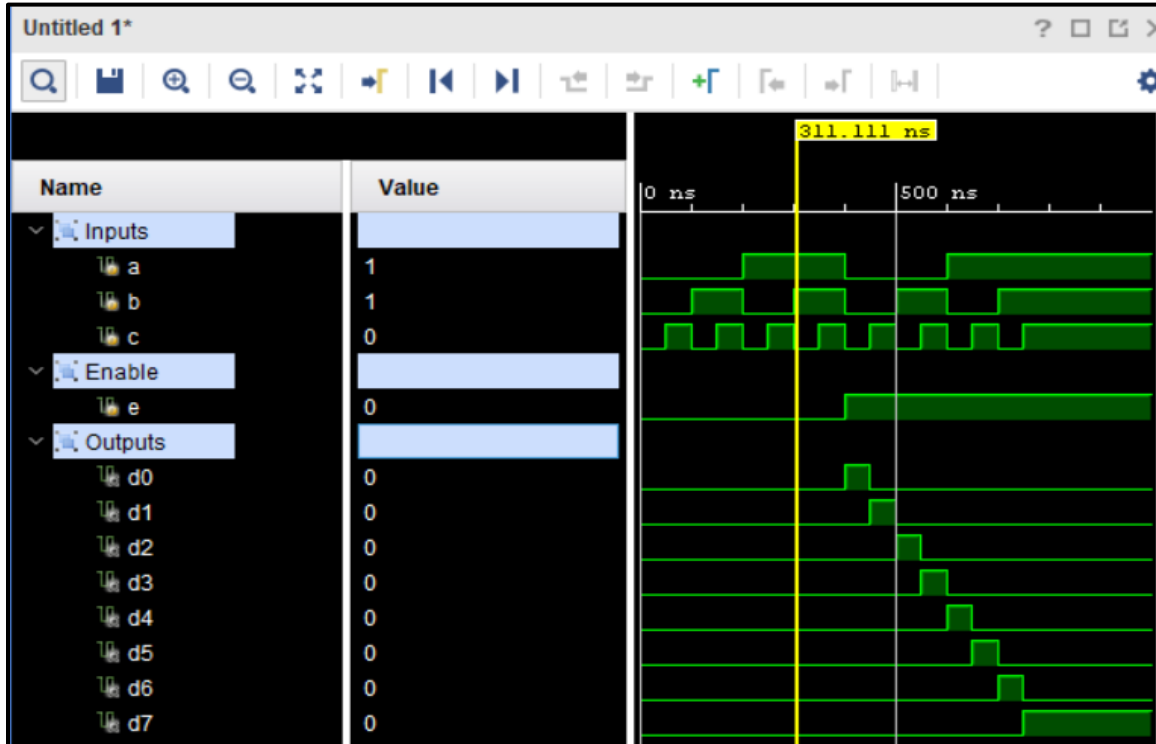 Untitled 1*
?
311.111 ns
Name Value 0 ns 500 ns
Inputs
a 1
b 1
c 0
Enable
e 0
Outputs
d0 0
d1 0
d2 0
d3 0
d4 0
d5 0
d6 0
d7 0